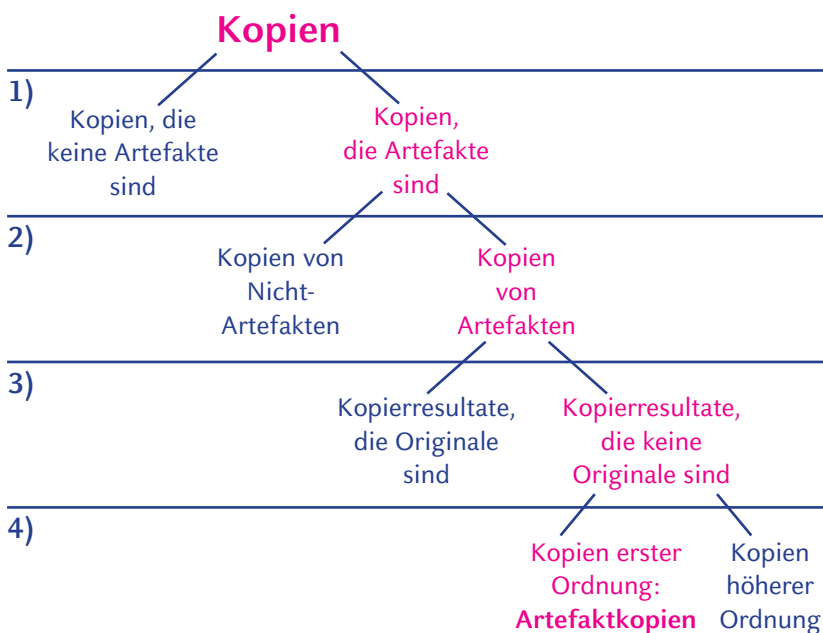 Kopien
1)
Kopien, die
keine Artefakte
sind
Kopien,
die Artefakte
sind
2)
Kopien von
Nicht-
Artefakten
Kopien
von
Artefakten
3)
Kopierresultate,
die Originale
sind
Kopierresultate,
die keine
Originale sind
4)
Kopien erster
Ordnung:
Artefaktkopien
Kopien
höherer
Ordnung